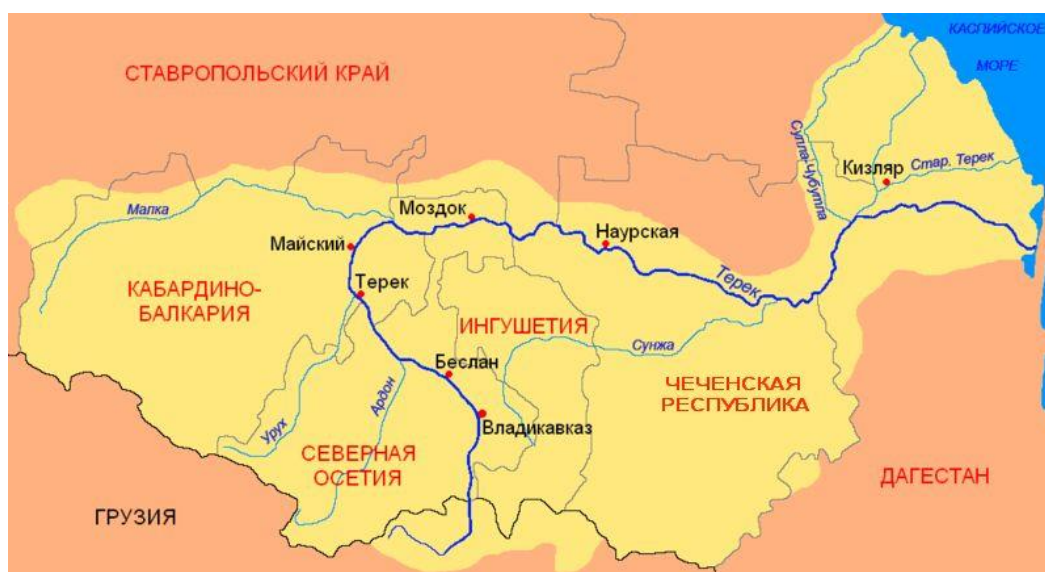 КАСПИЙСКОЕ
МОРЕ
СТАВРОПОЛЬСКИЙ КРАЙ
Сулла-Чубутла
Кизляр
Стар. Терек
Малка
Моздок
Майский
Наурская
Терек
КАБАРДИНО-
БАЛКАРИЯ
Терек
ИНГУШЕТИЯ
Сунжа
Беслан
Ардон
ЧЕЧЕНСКАЯ
РЕСПУБЛИКА
Владикавказ
Урух
СЕВЕРНАЯ
ОСЕТИЯ
ДАГЕСТАН
ГРУЗИЯ